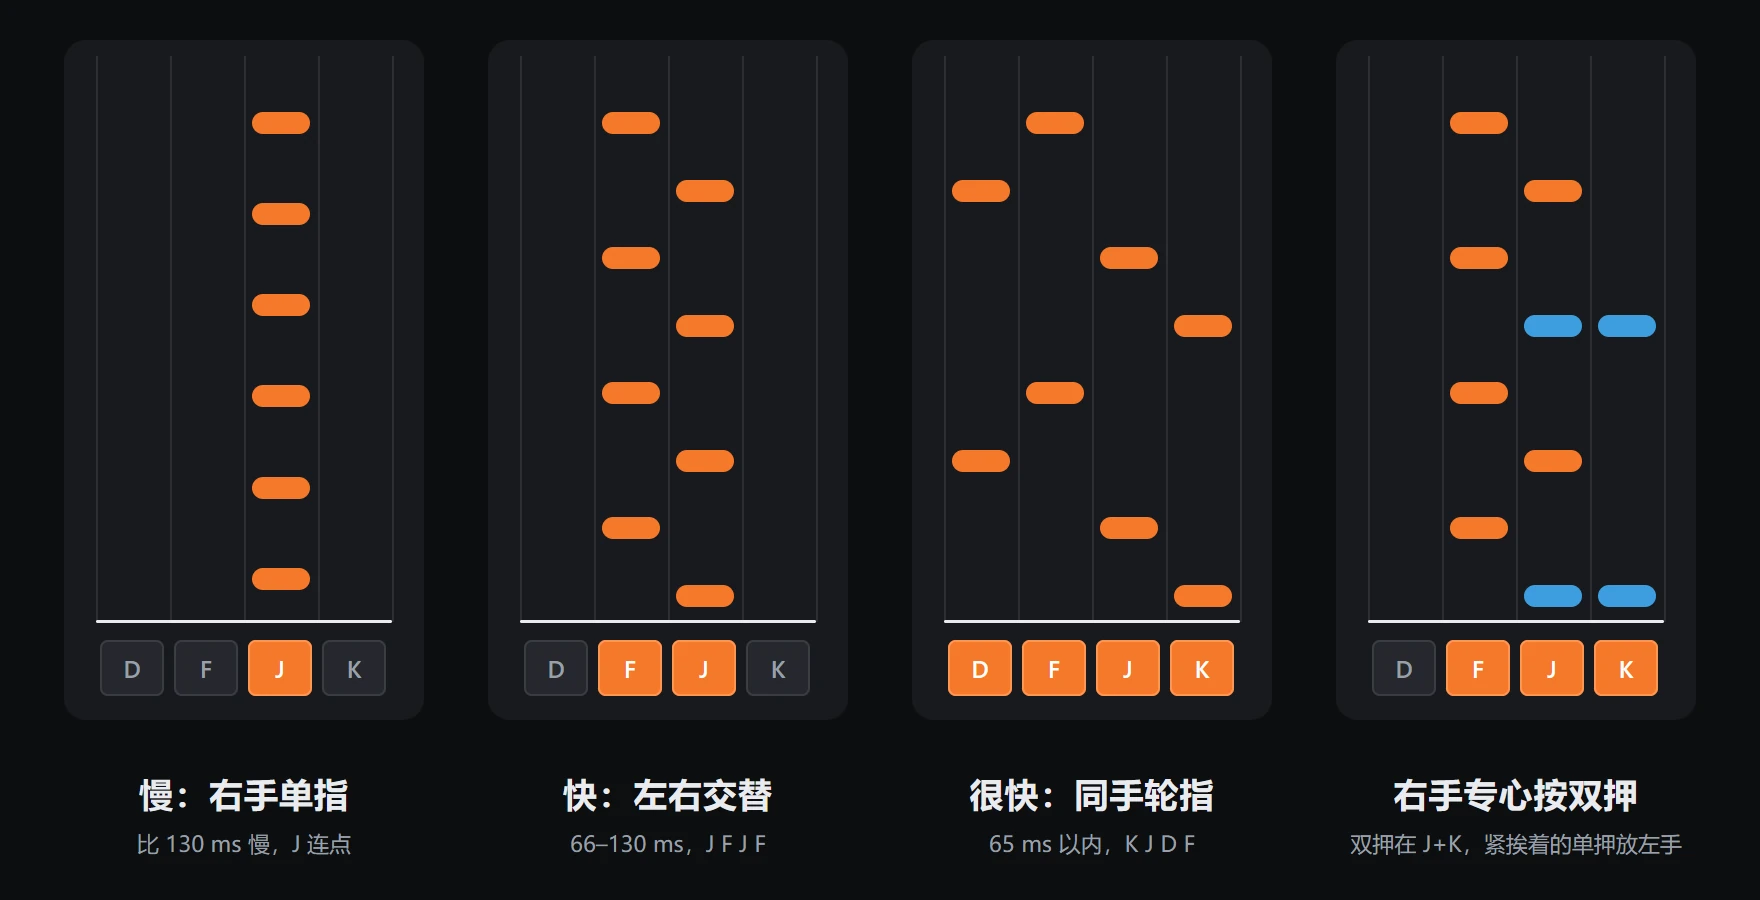 D F J K
D F J K
D F J K
D F J K
慢：右手单指
比 130 ms 慢，J 连点
快：左右交替
66–130 ms，J F J F
很快：同手轮指
65 ms 以内，K J D F
右手专心按双押
双押在 J+K，紧挨着的单押放左手